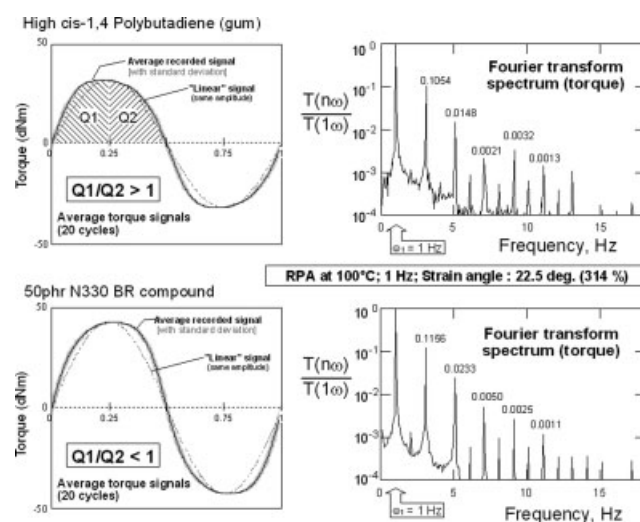 High cis-1,4 Polybutadiene (gum)
50
Average recorded signal
[with standard deviation]
"Linear" signal
(same amplitude)
Q1 Q2
Torque (dNm)
0
0.25
0.75
1
Q1/Q2 > 1
Average torque signals
(20 cycles)
-50
10⁰
10⁻¹
10⁻²
10⁻³
10⁻⁴
T(nω)
T(1ω)
Fourier transform
spectrum (torque)
0.1054
0.0148
0.0021
0.0032
0.0013
0
5
10
15
Frequency, Hz
ω₁ = 1 Hz
RPA at 100°C; 1 Hz; Strain angle : 22.5 deg. (314 %)
50phr N330 BR compound
50
Average recorded signal
[with standard deviation]
"Linear" signal
(same amplitude)
Torque (dNm)
0
0.25
0.75
1
Q1/Q2 < 1
Average torque signals
(20 cycles)
-50
10⁰
10⁻¹
10⁻²
10⁻³
10⁻⁴
T(nω)
T(1ω)
Fourier transform
spectrum (torque)
0.1196
0.0233
0.0050
0.0025
0.0011
0
5
10
15
Frequency, Hz
ω₁ = 1 Hz